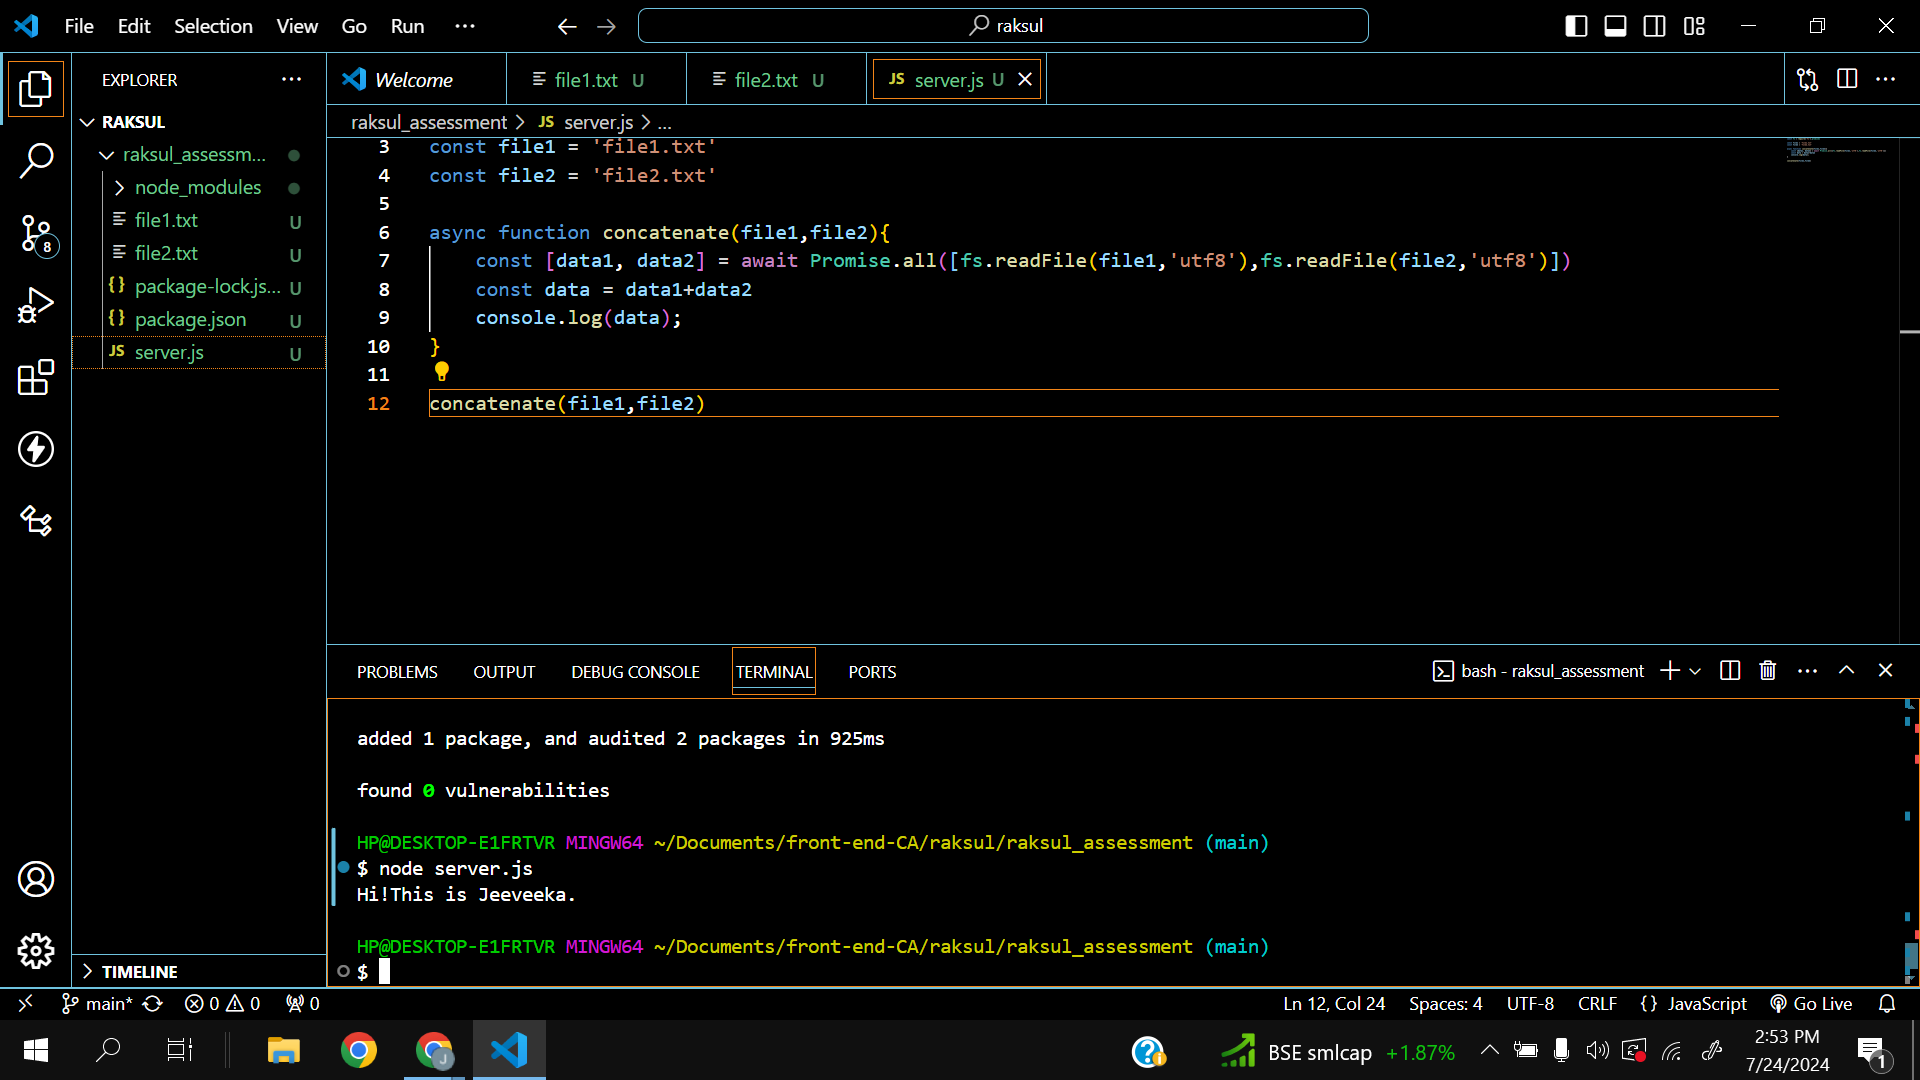 File Edit Selection View Go Run ···
raksul
EXPLORER
RAKSUL
raksul_assessm...
node_modules
file1.txt U
file2.txt U
package-lock.js... U
package.json U
JS server.js U
TIMELINE
8
Welcome
file1.txt U
file2.txt U
JS server.js U
raksul_assessment > JS server.js > ...
3 const file1 = 'file1.txt'
4 const file2 = 'file2.txt'
5
6 async function concatenate(file1,file2){
7 const [data1, data2] = await Promise.all([fs.readFile(file1,'utf8'),fs.readFile(file2,'utf8')])
8 const data = data1+data2
9 console.log(data);
10 }
11
12 concatenate(file1,file2)
PROBLEMS OUTPUT DEBUG CONSOLE TERMINAL PORTS
bash - raksul_assessment
added 1 package, and audited 2 packages in 925ms
found 0 vulnerabilities
HP@DESKTOP-E1FRTVR MINGW64 ~/Documents/front-end-CA/raksul/raksul_assessment (main)
$ node server.js
Hi!This is Jeeveeka.
HP@DESKTOP-E1FRTVR MINGW64 ~/Documents/front-end-CA/raksul/raksul_assessment (main)
$
main* 0 0 0
Ln 12, Col 24 Spaces: 4 UTF-8 CRLF {} JavaScript Go Live
J
BSE smlcap +1.87%
2:53 PM
7/24/2024
1